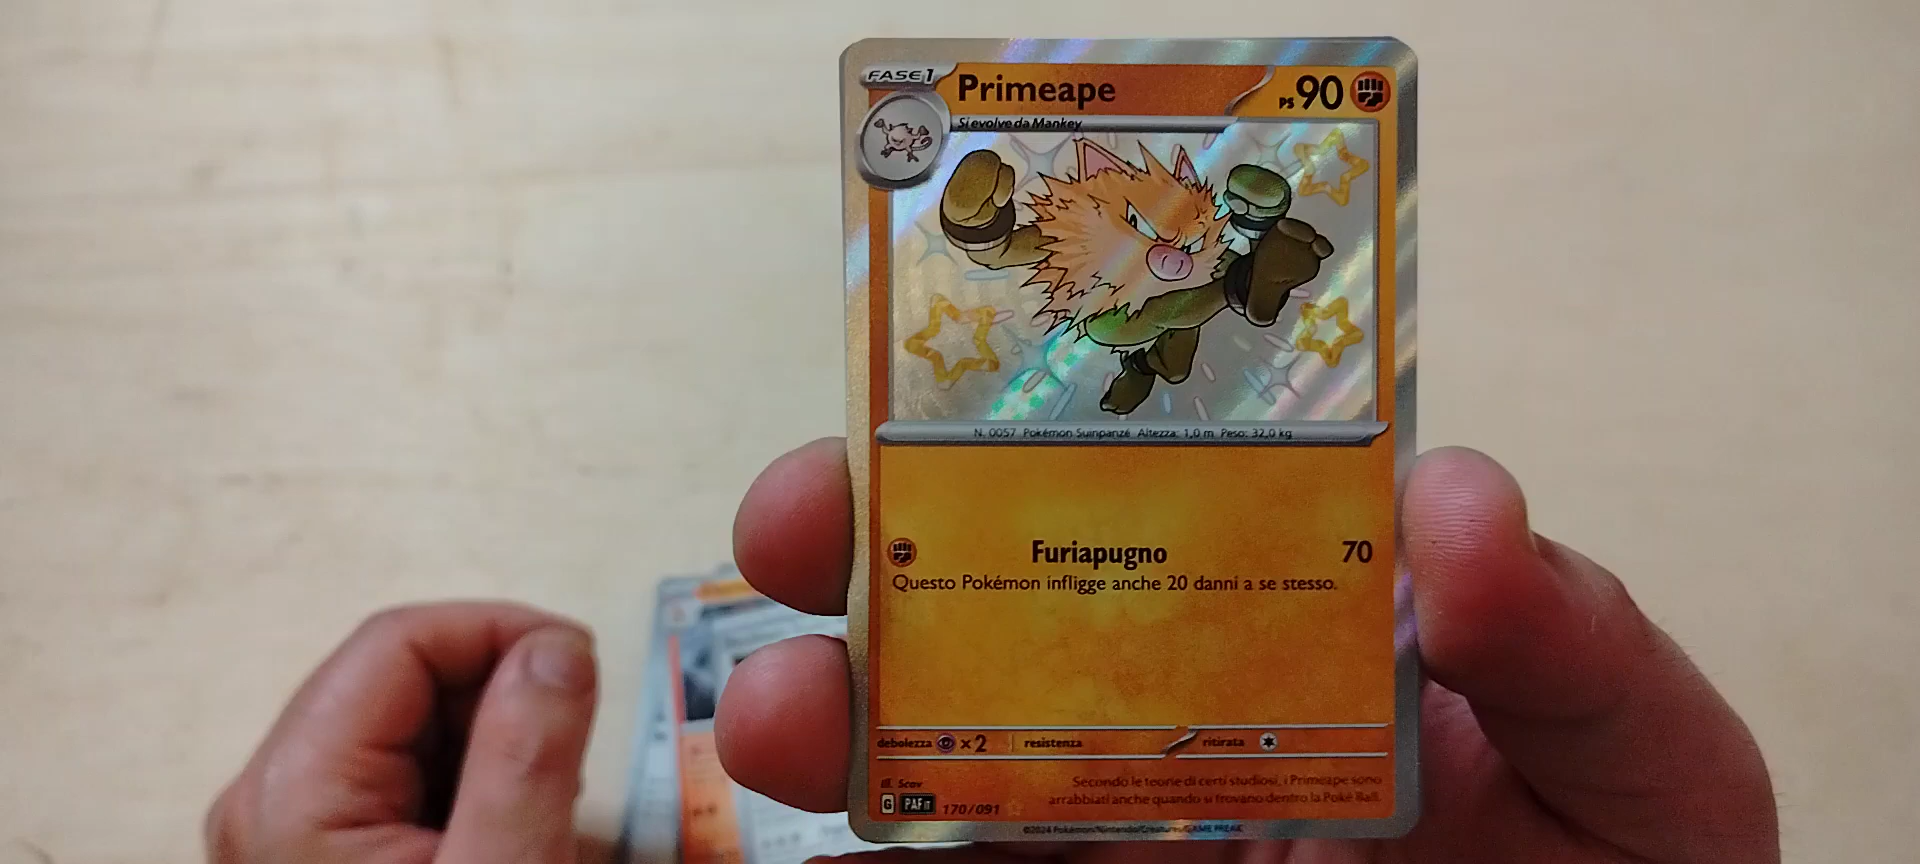 FASE 1
Primeape
PS 90
Si evolve da Mankey
N. 0057 Pokémon Suinpanzé Altezza: 1,0 m Peso: 32,0 kg
Furiapugno 70
Questo Pokémon infligge anche 20 danni a se stesso.
debolezza ×2 resistenza ritirata
Ill. Scav
Secondo le teorie di certi studiosi, i Primeape sono
arrabbiati anche quando si trovano dentro la Poké Ball.
G PAF IT 170/091
©2024 Pokémon/Nintendo/Creatures/GAME FREAK